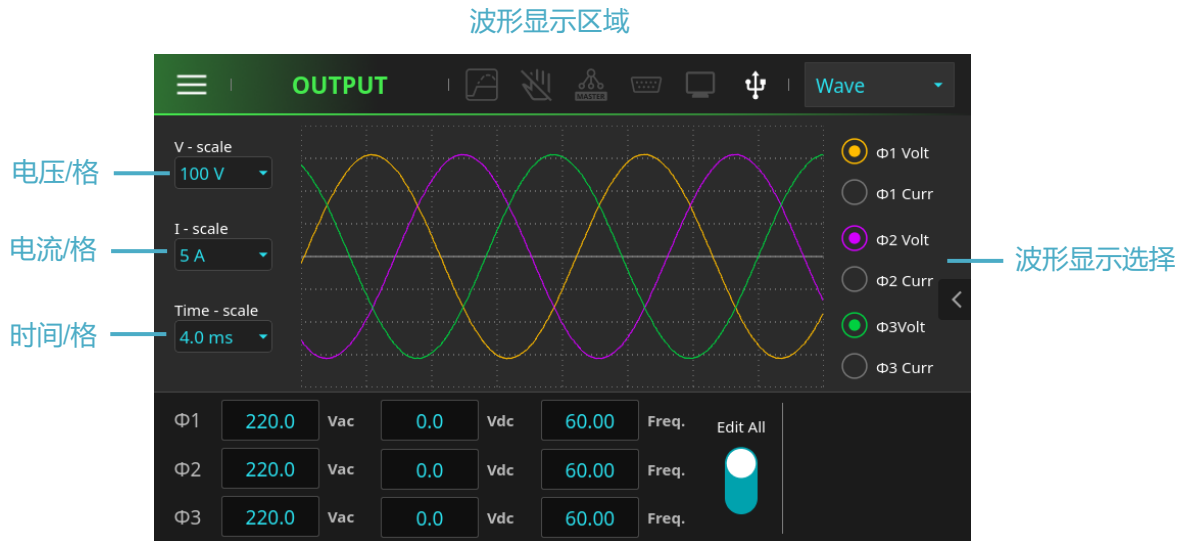 波形显示区域
OUTPUT
MASTER
Wave
V - scale
100 V
电压/格
I - scale
5 A
电流/格
Time - scale
4.0 ms
时间/格
Φ1 Volt
Φ1 Curr
Φ2 Volt
Φ2 Curr
Φ3Volt
Φ3 Curr
波形显示选择
Φ1 220.0 Vac 0.0 Vdc 60.00 Freq.
Φ2 220.0 Vac 0.0 Vdc 60.00 Freq.
Φ3 220.0 Vac 0.0 Vdc 60.00 Freq.
Edit All